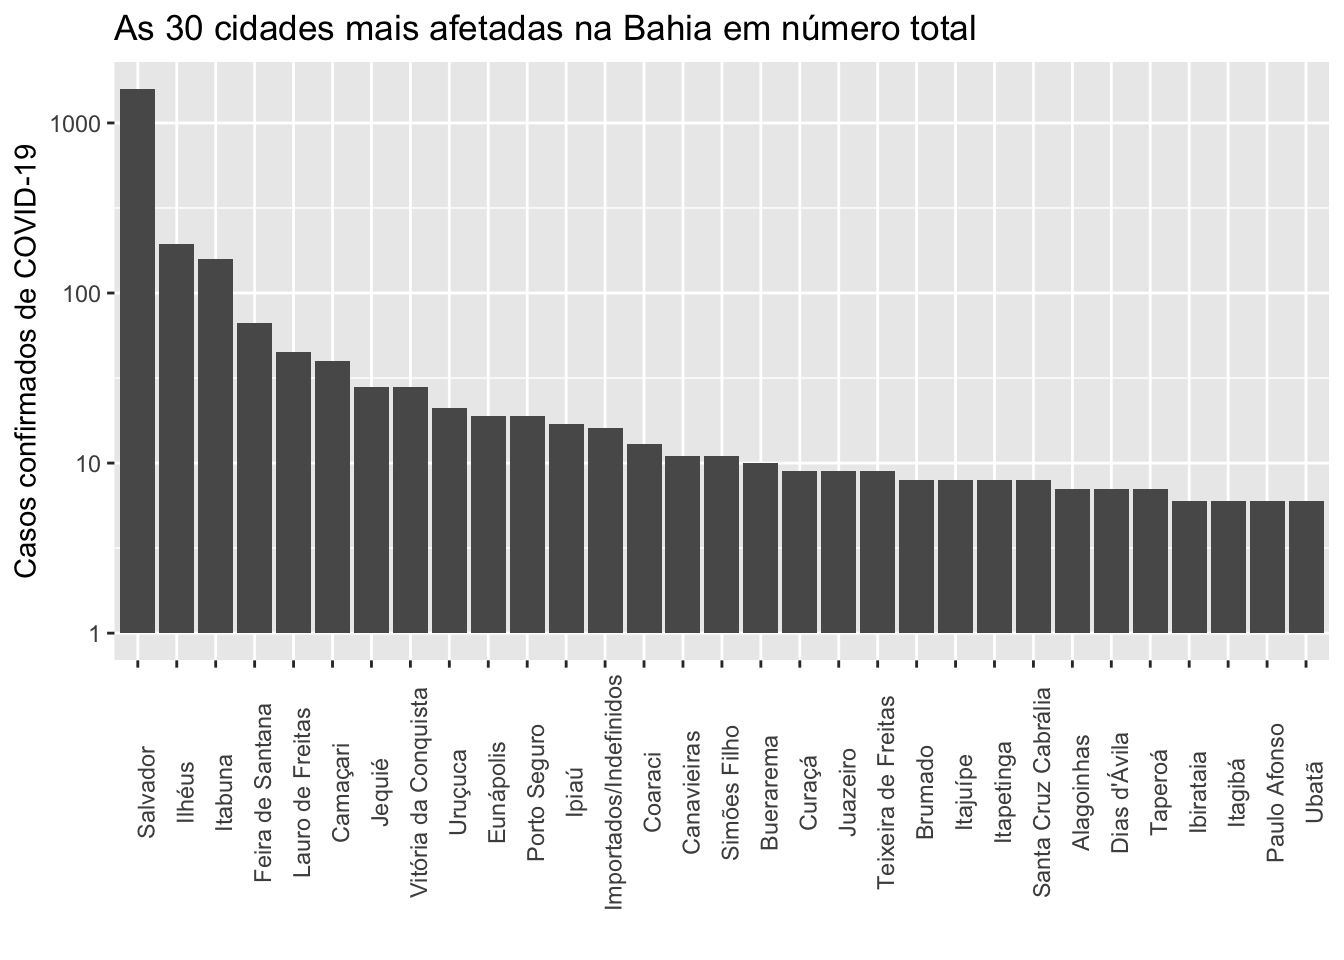 As 30 cidades mais afetadas na Bahia em número total
Casos confirmados de COVID-19
1000
100
10
1
Salvador
Ilhéus
Itabuna
Feira de Santana
Lauro de Freitas
Camaçari
Jequié
Vitória da Conquista
Uruçuca
Eunápolis
Porto Seguro
Ipiaú
Importados/Indefinidos
Coaraci
Canavieiras
Simões Filho
Buerarema
Curaçá
Juazeiro
Teixeira de Freitas
Brumado
Itajuípe
Itapetinga
Santa Cruz Cabrália
Alagoinhas
Dias d'Ávila
Taperoá
Ibirataia
Itagibá
Paulo Afonso
Ubatã